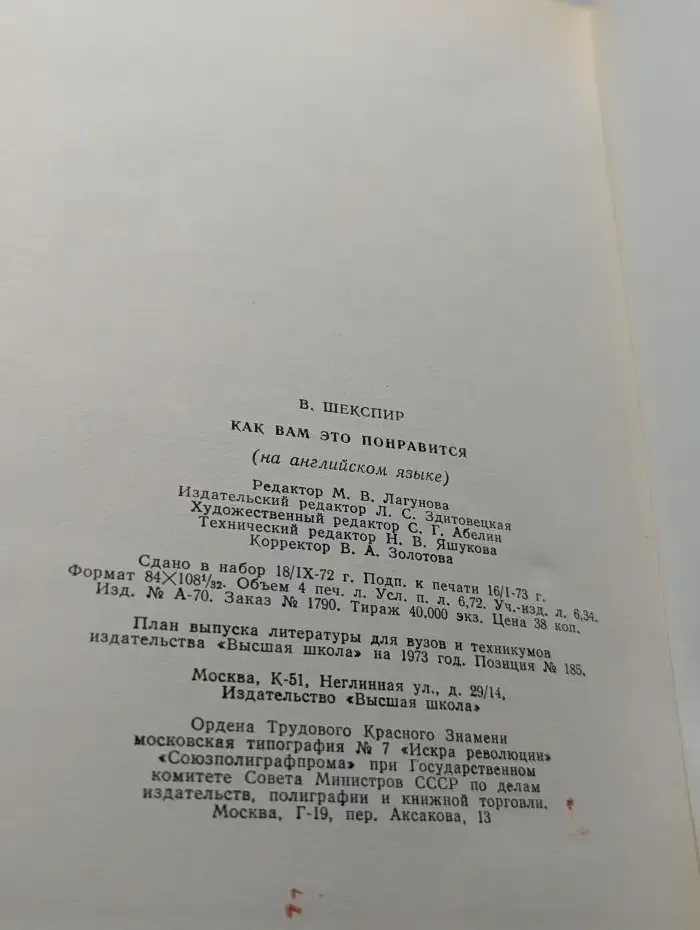 В. ШЕКСПИР
КАК ВАМ ЭТО ПОНРАВИТСЯ
(на английском языке)
Редактор М. В. Лагунова
Издательский редактор Л. С. Здитовецкая
Художественный редактор С. Г. Абелин
Технический редактор Н. В. Яшукова
Корректор В. А. Золотова
Сдано в набор 18/IX-72 г. Подп. к печати 16/I-73 г.
Формат 84×108¹/₃₂. Объем 4 печ. л. Усл. п. л. 6,72. Уч.-изд. л. 6,34.
Изд. № А-70. Заказ № 1790. Тираж 40.000 экз. Цена 38 коп.
План выпуска литературы для вузов и техникумов
издательства «Высшая школа» на 1973 год. Позиция № 185.
Москва, К-51, Неглинная ул., д. 29/14,
Издательство «Высшая школа»
Ордена Трудового Красного Знамени
московская типография № 7 «Искра революции»
«Союзполиграфпрома» при Государственном
комитете Совета Министров СССР по делам
издательств, полиграфии и книжной торговли.
Москва, Г-19, пер. Аксакова, 13